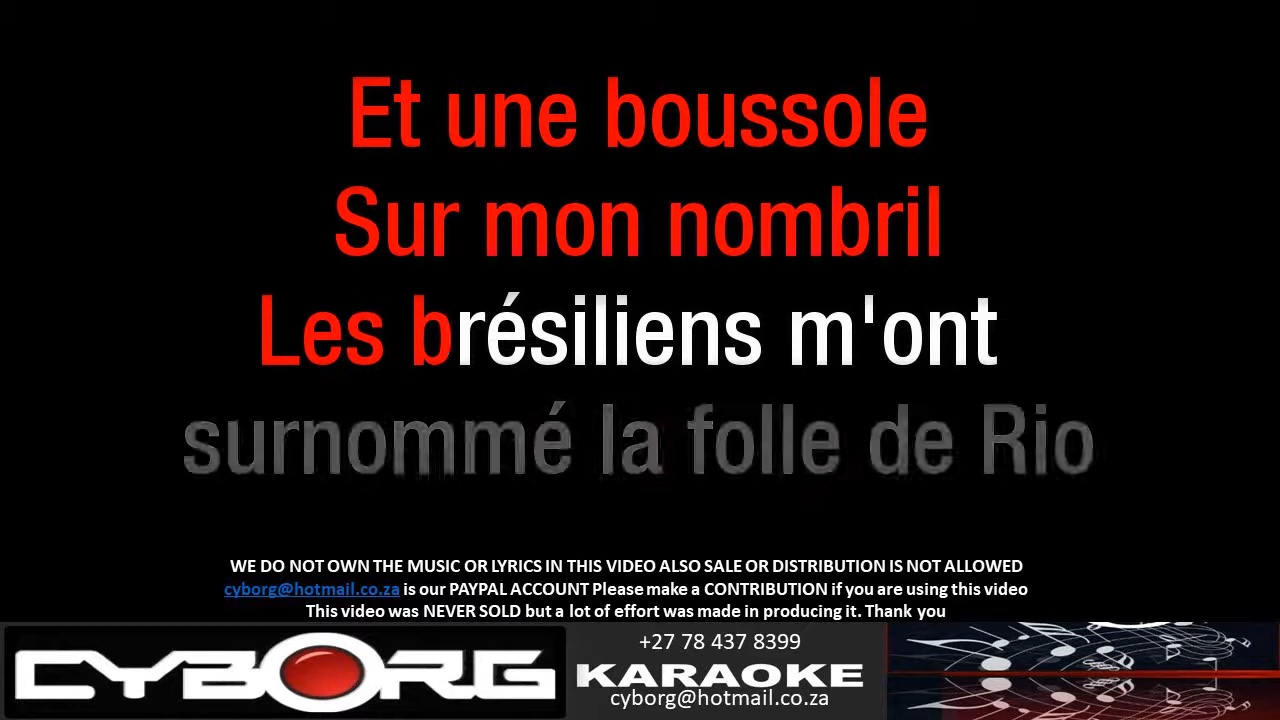 Et une boussole
Sur mon nombril
Les brésiliens m'ont
surnommé la folle de Rio
WE DO NOT OWN THE MUSIC OR LYRICS IN THIS VIDEO ALSO SALE OR DISTRIBUTION IS NOT ALLOWED
cyborg@hotmail.co.za is our PAYPAL ACCOUNT Please make a CONTRIBUTION if you are using this video
This video was NEVER SOLD but a lot of effort was made in producing it. Thank you
CYBORG
+27 78 437 8399
KARAOKE
cyborg@hotmail.co.za